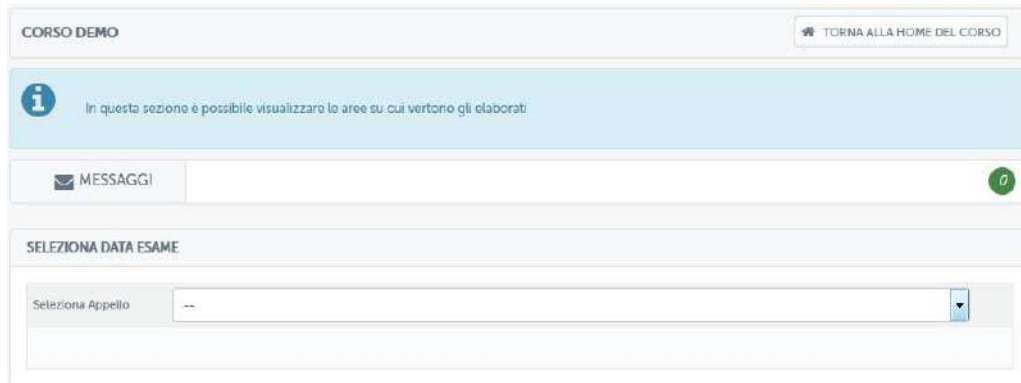 CORSO DEMO
TORNA ALLA HOME DEL CORSO
In questa sezione è possibile visualizzare le aree su cui vertono gli elaborati
MESSAGGI
0
SELEZIONA DATA ESAME
Seleziona Appello
--